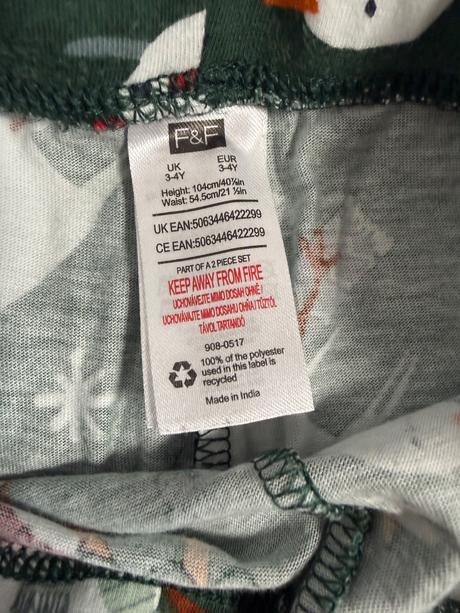 F&F
UK EUR
3-4Y 3-4Y
Height: 104cm/40⅞in
Waist: 54.5cm/21 ½in
UK EAN:5063446422299
CE EAN:5063446422299
PART OF A 2 PIECE SET
KEEP AWAY FROM FIRE
UCHOVÁVEJTE MIMO DOSAH OHNĚ /
UCHOVÁVAJTE MIMO DOSAHU OHŇA / TŰZTŐL
TÁVOL TARTANDÓ
908-0517
100% of the polyester
used in this label is
recycled
Made in India